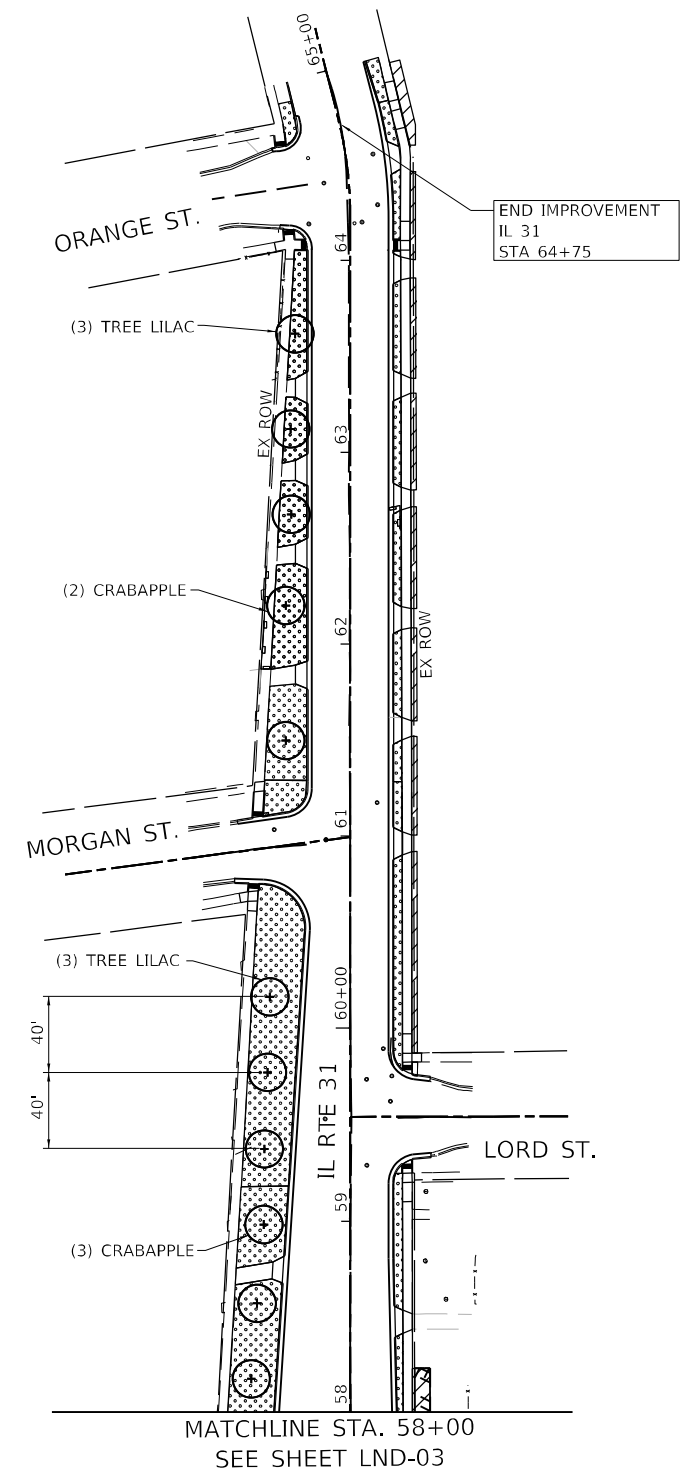 65+00
END IMPROVEMENT
IL 31
STA 64+75
ORANGE ST.
64
(3) TREE LILAC
EX ROW
63
(2) CRABAPPLE
62
EX ROW
61
MORGAN ST.
(3) TREE LILAC
60+00
40'
40'
IL RTE 31
LORD ST.
59
(3) CRABAPPLE
58
MATCHLINE STA. 58+00
SEE SHEET LND-03